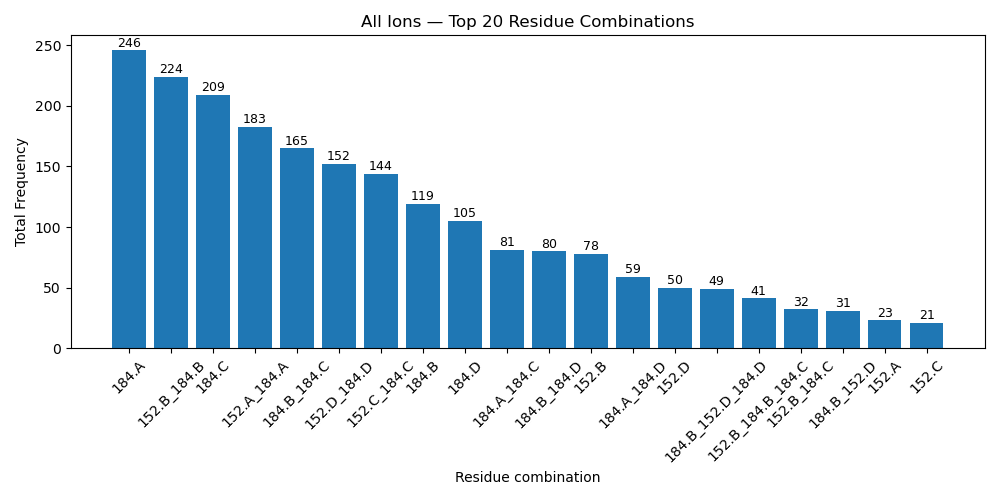 All Ions — Top 20 Residue Combinations
Total Frequency
250
200
150
100
50
0
246
224
209
183
165
152
144
119
105
81
80
78
59
50
49
41
32
31
23
21
184.A
152.B_184.B
184.C
152.A_184.A
184.B_184.C
152.D_184.D
152.C_184.C
184.B
184.D
184.A_184.C
184.B_184.D
152.B
184.A_184.D
152.D
184.B_152.D_184.D
152.B_184.B_184.C
152.B_184.C
184.B_152.D
152.A
152.C
Residue combination